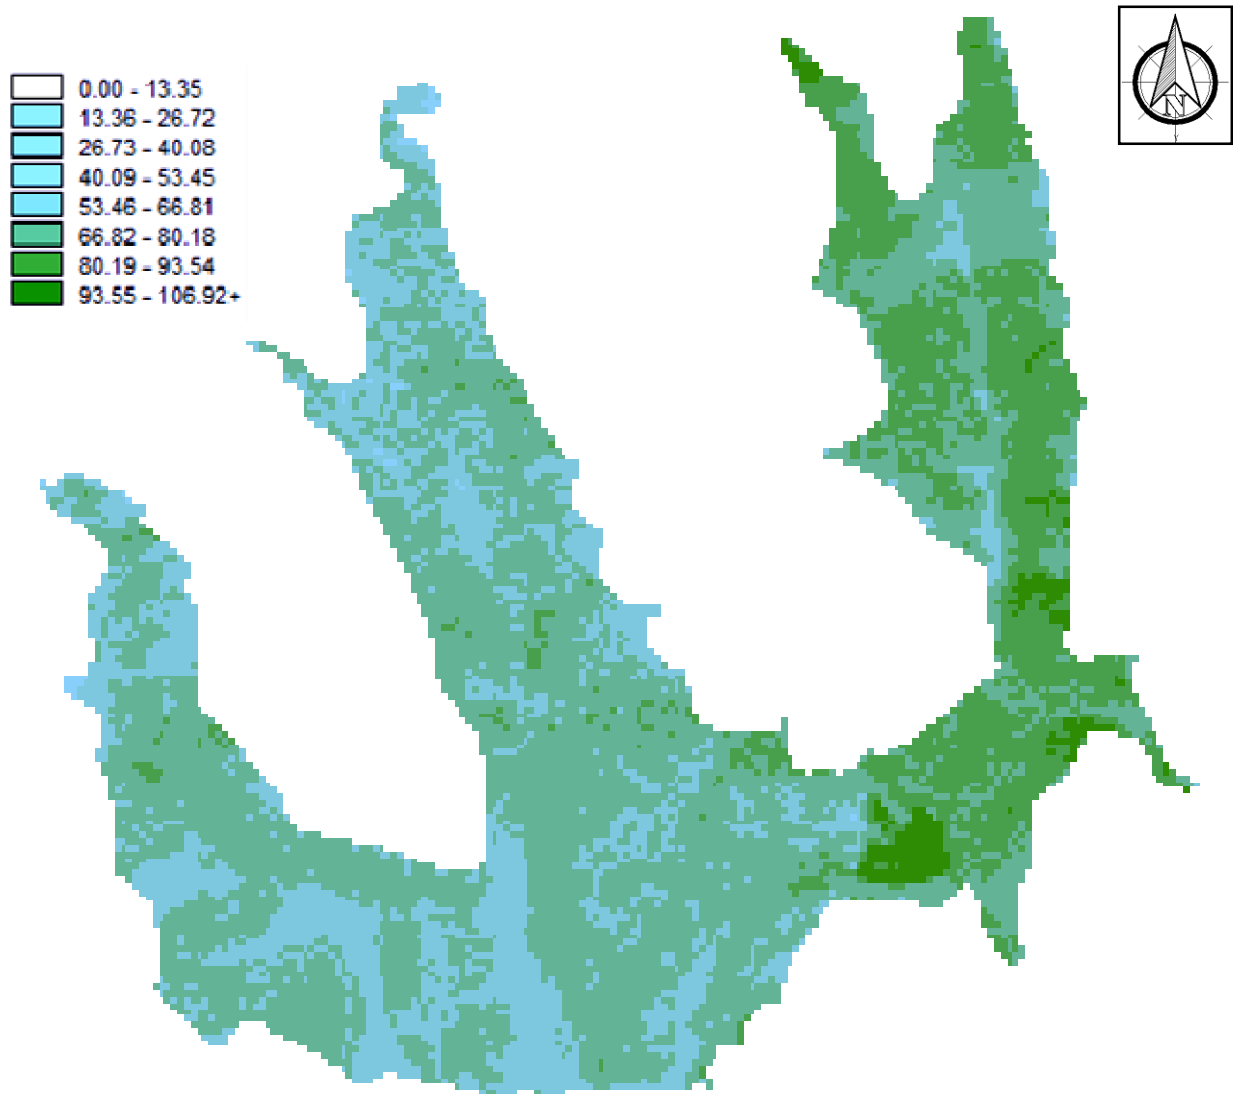 0.00 - 13.35
13.36 - 26.72
26.73 - 40.08
40.09 - 53.45
53.46 - 66.81
66.82 - 80.18
80.19 - 93.54
93.55 - 106.92+
N